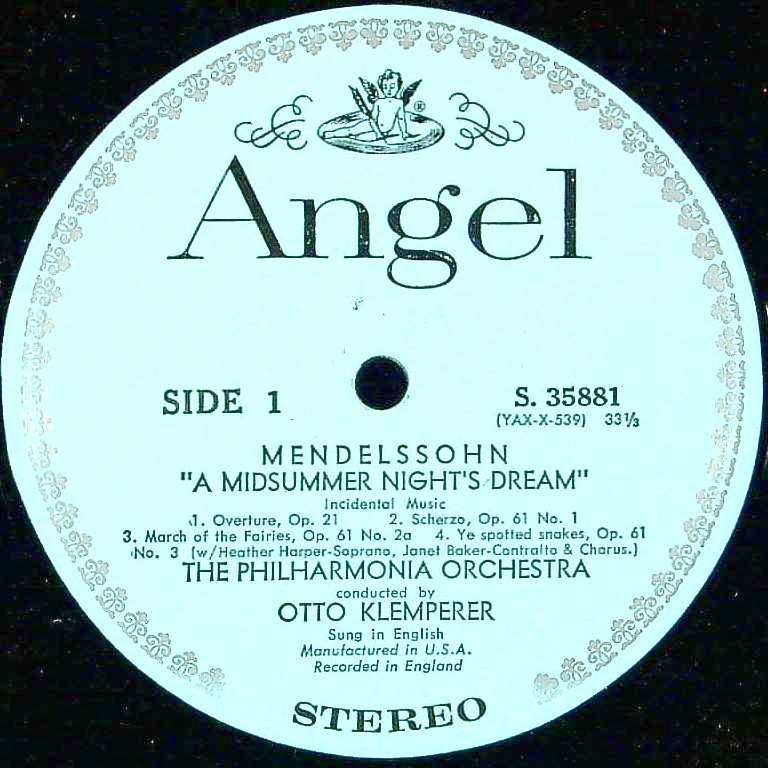 ®
Angel
SIDE 1
S. 35881
(YAX-X-539) 33⅓
MENDELSSOHN
"A MIDSUMMER NIGHT'S DREAM"
Incidental Music
1. Overture, Op. 21 2. Scherzo, Op. 61 No. 1
3. March of the Fairies, Op. 61 No. 2a 4. Ye spotted snakes, Op. 61
No. 3 (w/Heather Harper-Soprano, Janet Baker-Contralto & Chorus.)
THE PHILHARMONIA ORCHESTRA
conducted by
OTTO KLEMPERER
Sung in English
Manufactured in U.S.A.
Recorded in England
STEREO